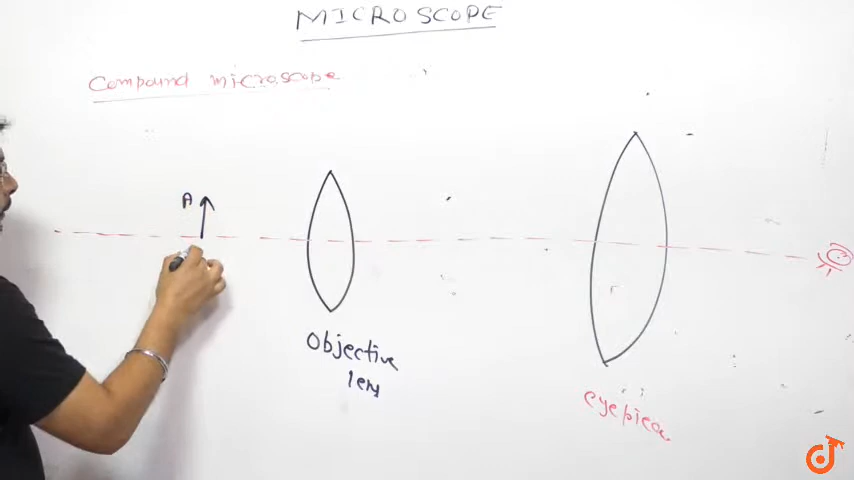 MICROSCOPE
Compound microscope
A
Objective
lens
eyepiece